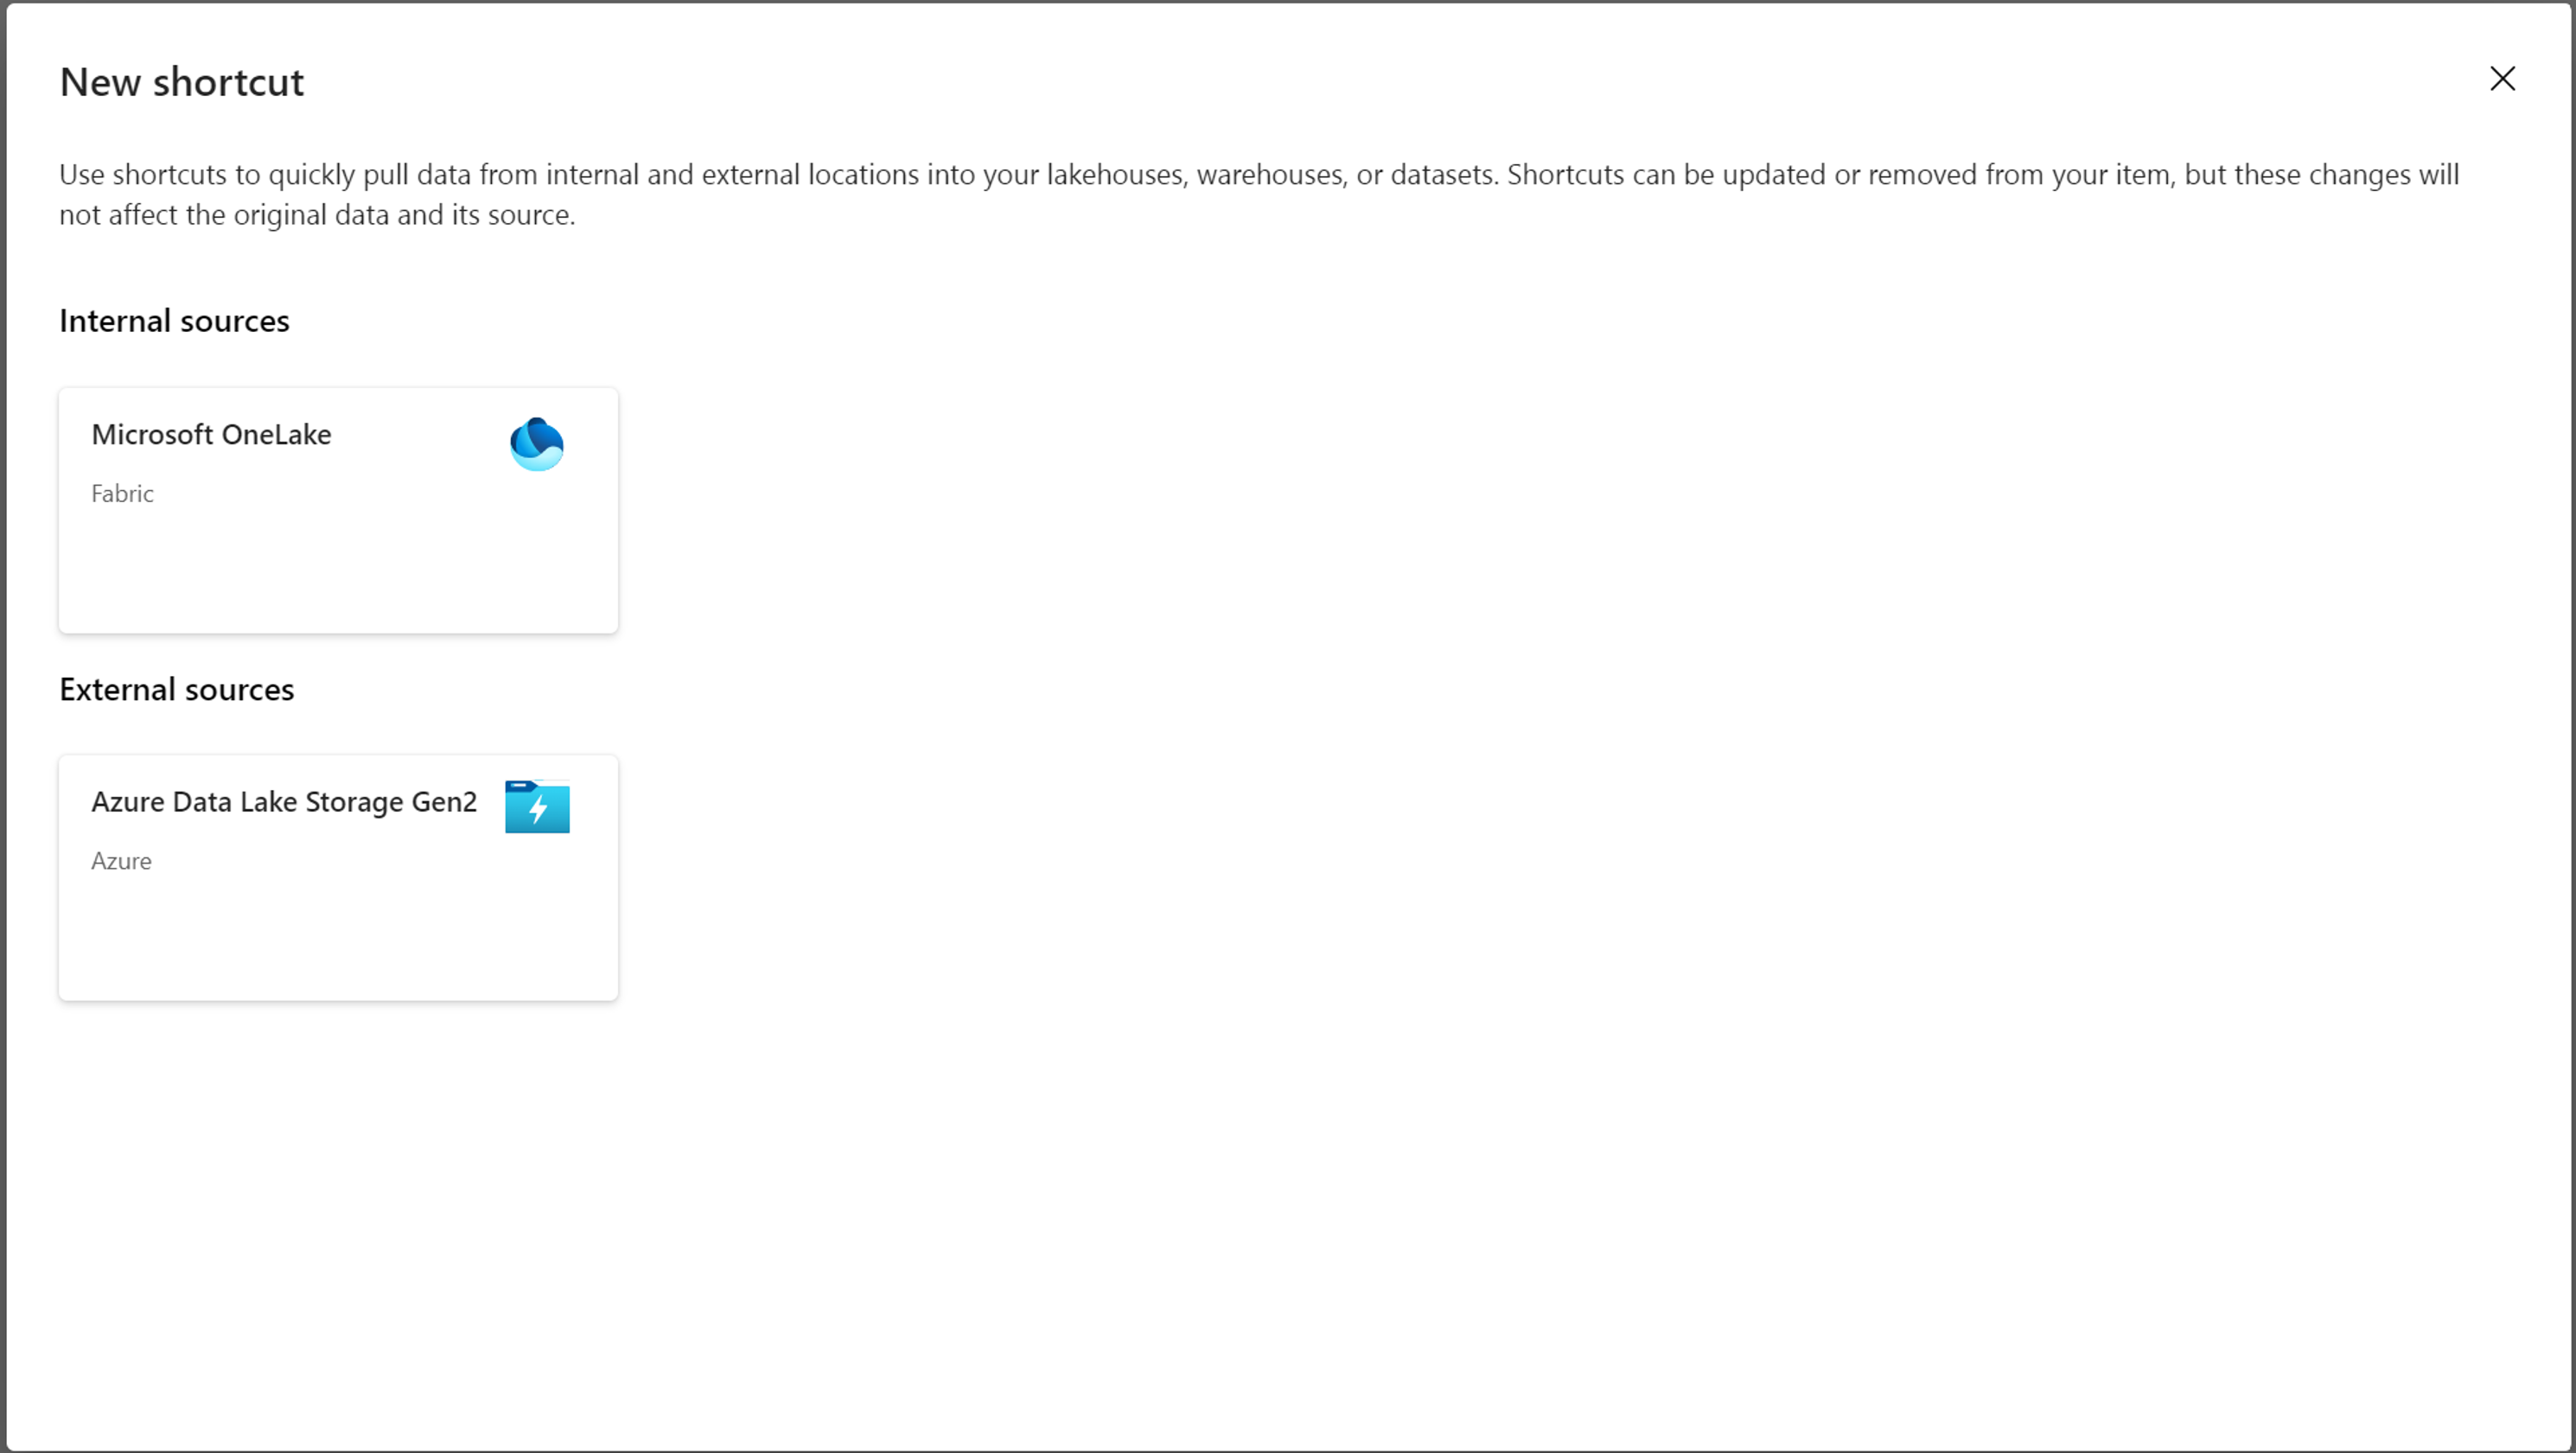 New shortcut
Use shortcuts to quickly pull data from internal and external locations into your lakehouses, warehouses, or datasets. Shortcuts can be updated or removed from your item, but these changes will
not affect the original data and its source.
Internal sources
Microsoft OneLake
Fabric
External sources
Azure Data Lake Storage Gen2
Azure